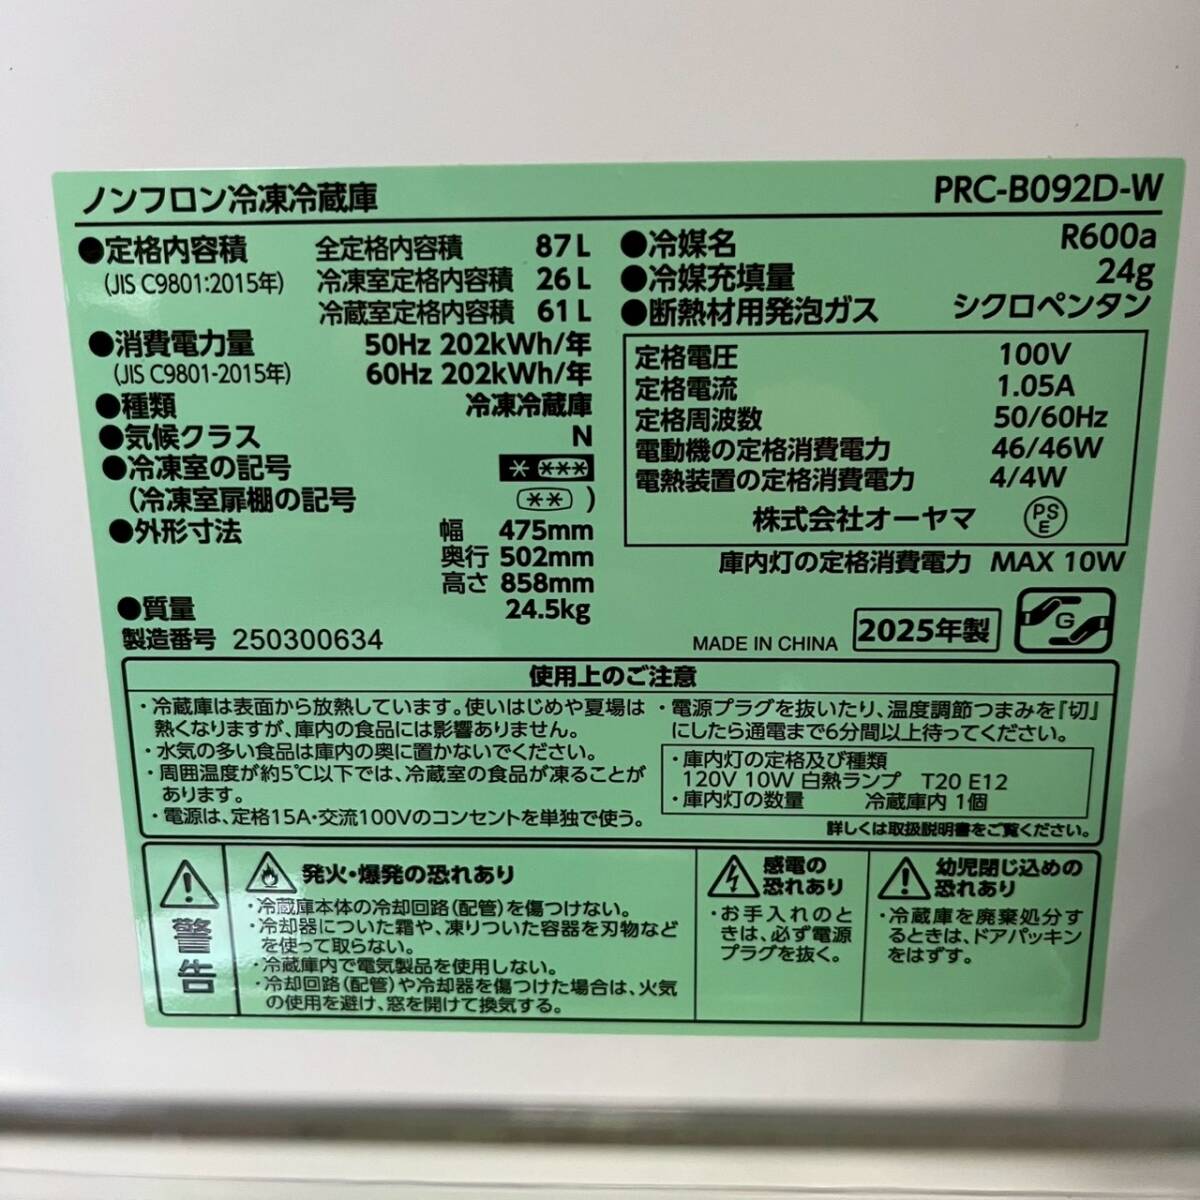 ノンフロン冷凍冷蔵庫 PRC-B092D-W
●定格内容積 全定格内容積 87L
(JIS C9801:2015年) 冷凍室定格内容積 26L
冷蔵室定格内容積 61L
●消費電力量 50Hz 202kWh/年
(JIS C9801-2015年) 60Hz 202kWh/年
●種類 冷凍冷蔵庫
●気候クラス N
●冷凍室の記号 * ***
(冷凍室扉棚の記号 ** )
●外形寸法 幅 475mm
奥行 502mm
高さ 858mm
●質量 24.5kg
製造番号 250300634
●冷媒名 R600a
●冷媒充填量 24g
●断熱材用発泡ガス シクロペンタン
定格電圧 100V
定格電流 1.05A
定格周波数 50/60Hz
電動機の定格消費電力 46/46W
電熱装置の定格消費電力 4/4W
株式会社オーヤマ PS E
庫内灯の定格消費電力 MAX 10W
MADE IN CHINA 2025年製 G
使用上のご注意
・冷蔵庫は表面から放熱しています。使いはじめや夏場は
熱くなりますが、庫内の食品には影響ありません。
・水気の多い食品は庫内の奥に置かないでください。
・周囲温度が約5℃以下では、冷蔵室の食品が凍ることが
あります。
・電源は、定格15A・交流100Vのコンセントを単独で使う。
・電源プラグを抜いたり、温度調節つまみを『切』
にしたら通電まで6分間以上待ってください。
・庫内灯の定格及び種類
120V 10W 白熱ランプ T20 E12
・庫内灯の数量 冷蔵庫内 1個
詳しくは取扱説明書をご覧ください。
警告
発火・爆発の恐れあり
・冷蔵庫本体の冷却回路(配管)を傷つけない。
・冷却器についた霜や、凍りついた容器を刃物など
を使って取らない。
・冷蔵庫内で電気製品を使用しない。
・冷却回路(配管)や冷却器を傷つけた場合は、火気
の使用を避け、窓を開けて換気する。
感電の
恐れあり
・お手入れのと
きは、必ず電源
プラグを抜く。
幼児閉じ込めの
恐れあり
・冷蔵庫を廃棄処分す
るときは、ドアパッキン
をはずす。